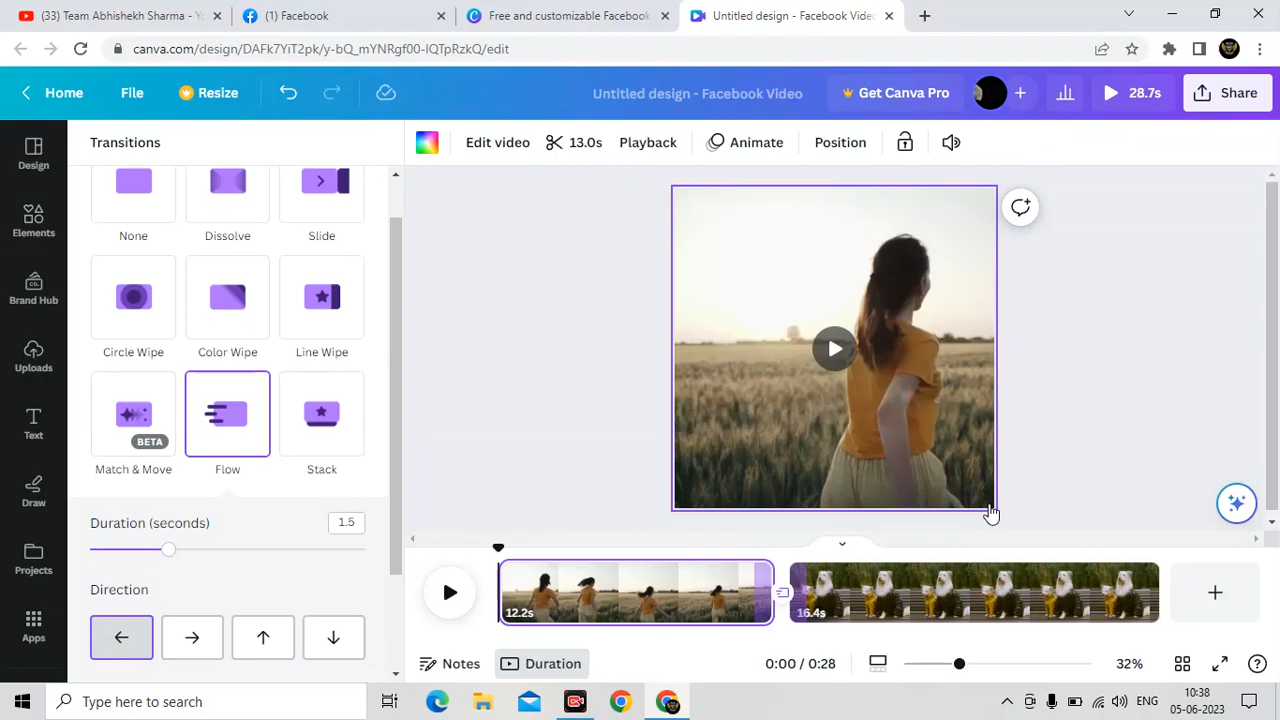 (33) Team Abhishekh Sharma - Yo
(1) Facebook
Free and customizable Facebook
Untitled design - Facebook Video
canva.com/design/DAFk7YiT2pk/y-bQ_mYNRgf00-lQTpRzkQ/edit
Home
File
Resize
Untitled design - Facebook Video
Get Canva Pro
28.7s
Share
Design
Elements
Brand Hub
Uploads
Text
Draw
Projects
Apps
Transitions
None
Dissolve
Slide
Circle Wipe
Color Wipe
Line Wipe
BETA
Match & Move
Flow
Stack
Duration (seconds)
1.5
Direction
Edit video
13.0s
Playback
Animate
Position
12.2s
16.4s
Notes
Duration
0:00 / 0:28
32%
Type here to search
ENG
10:38
05-06-2023